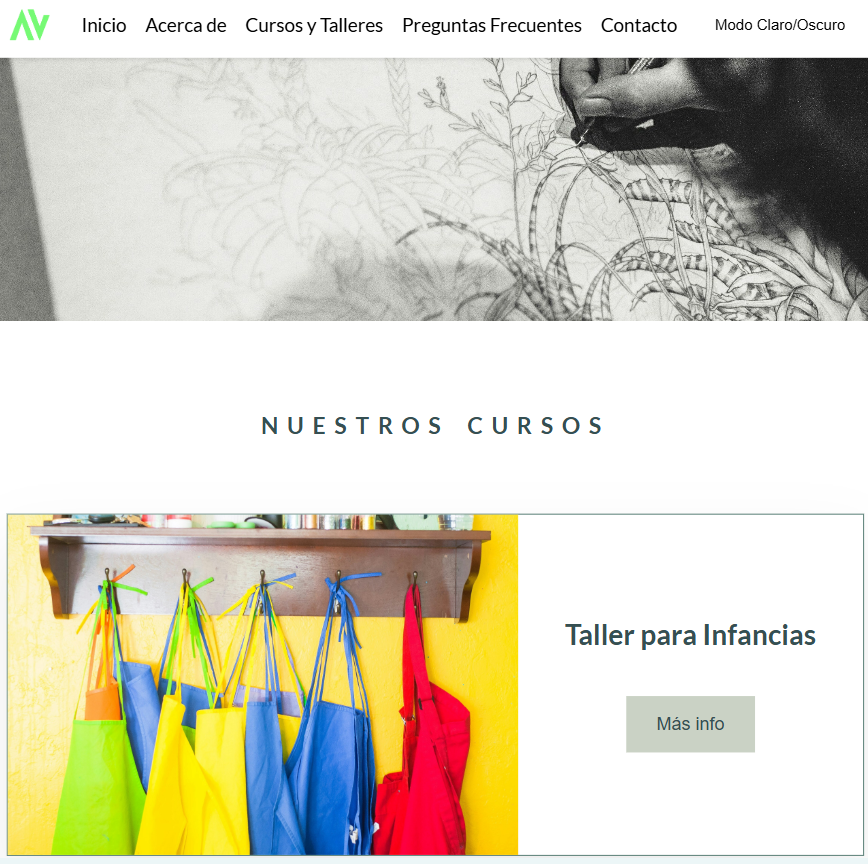 AV Inicio Acerca de Cursos y Talleres Preguntas Frecuentes Contacto Modo Claro/Oscuro
NUESTROS CURSOS
Taller para Infancias
Más info